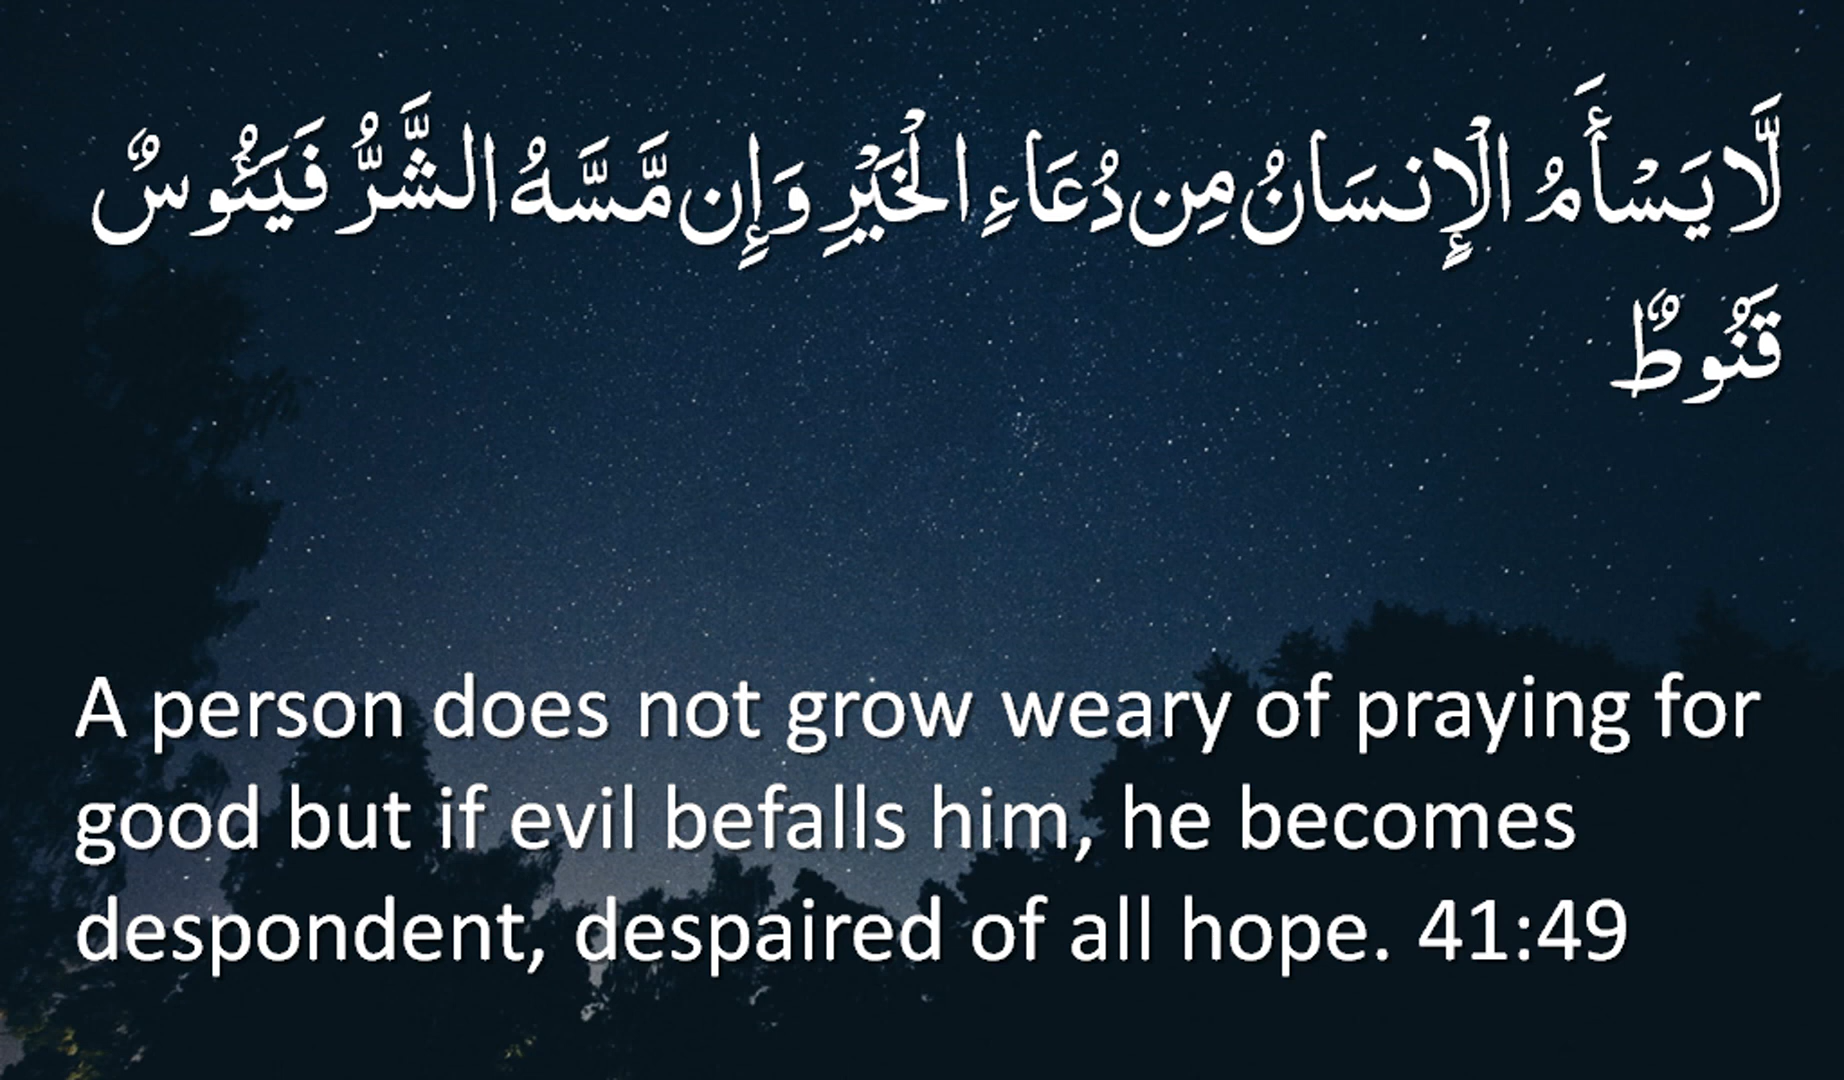 لَّا يَسْأَمُ الْإِنسَانُ مِن دُعَاءِ الْخَيْرِ وَإِن مَّسَّهُ الشَّرُّ فَيَئُوسٌ
قَنُوطٌ
A person does not grow weary of praying for
good but if evil befalls him, he becomes
despondent, despaired of all hope. 41:49